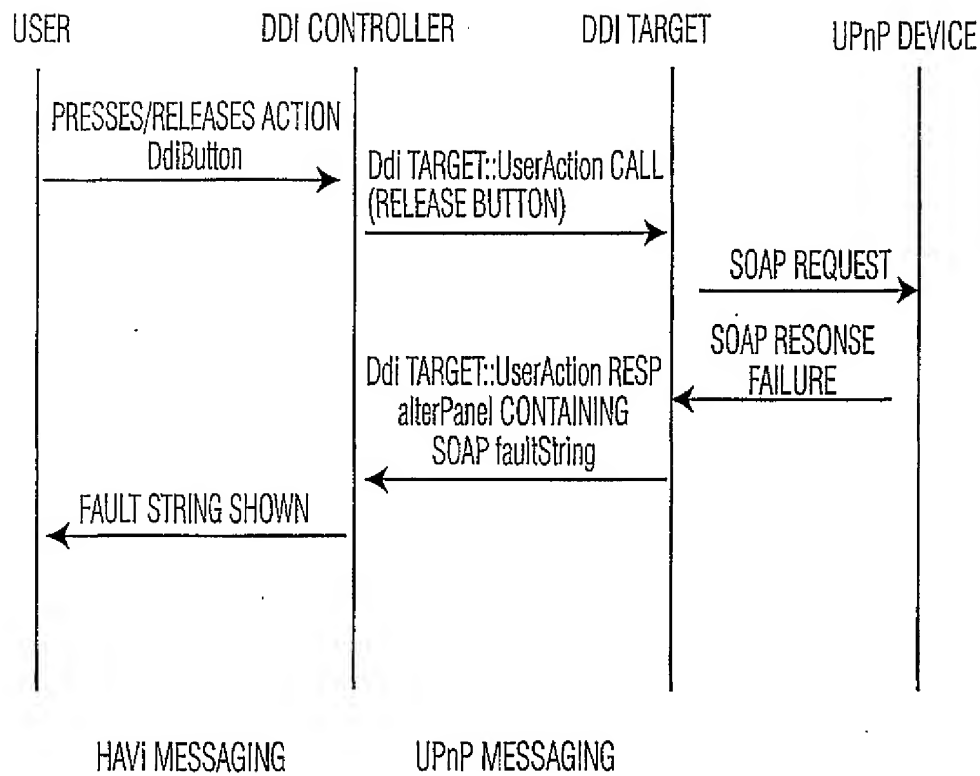 USER
DDI CONTROLLER
DDI TARGET
UPnP DEVICE
PRESSES/RELEASES ACTION
DdiButton
Ddi TARGET::UserAction CALL
(RELEASE BUTTON)
SOAP REQUEST
SOAP RESONSE
FAILURE
Ddi TARGET::UserAction RESP
alterPanel CONTAINING
SOAP faultString
FAULT STRING SHOWN
HAVi MESSAGING
UPnP MESSAGING